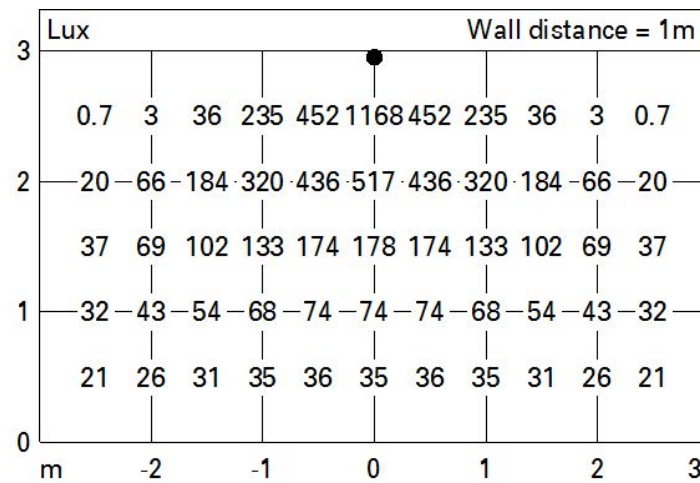 Lux Wall distance = 1m
3
0.7 3 36 235 452 1168 452 235 36 3 0.7
2 20 66 184 320 436 517 436 320 184 66 20
37 69 102 133 174 178 174 133 102 69 37
1 32 43 54 68 74 74 74 68 54 43 32
21 26 31 35 36 35 36 35 31 26 21
0
m -2 -1 0 1 2 3